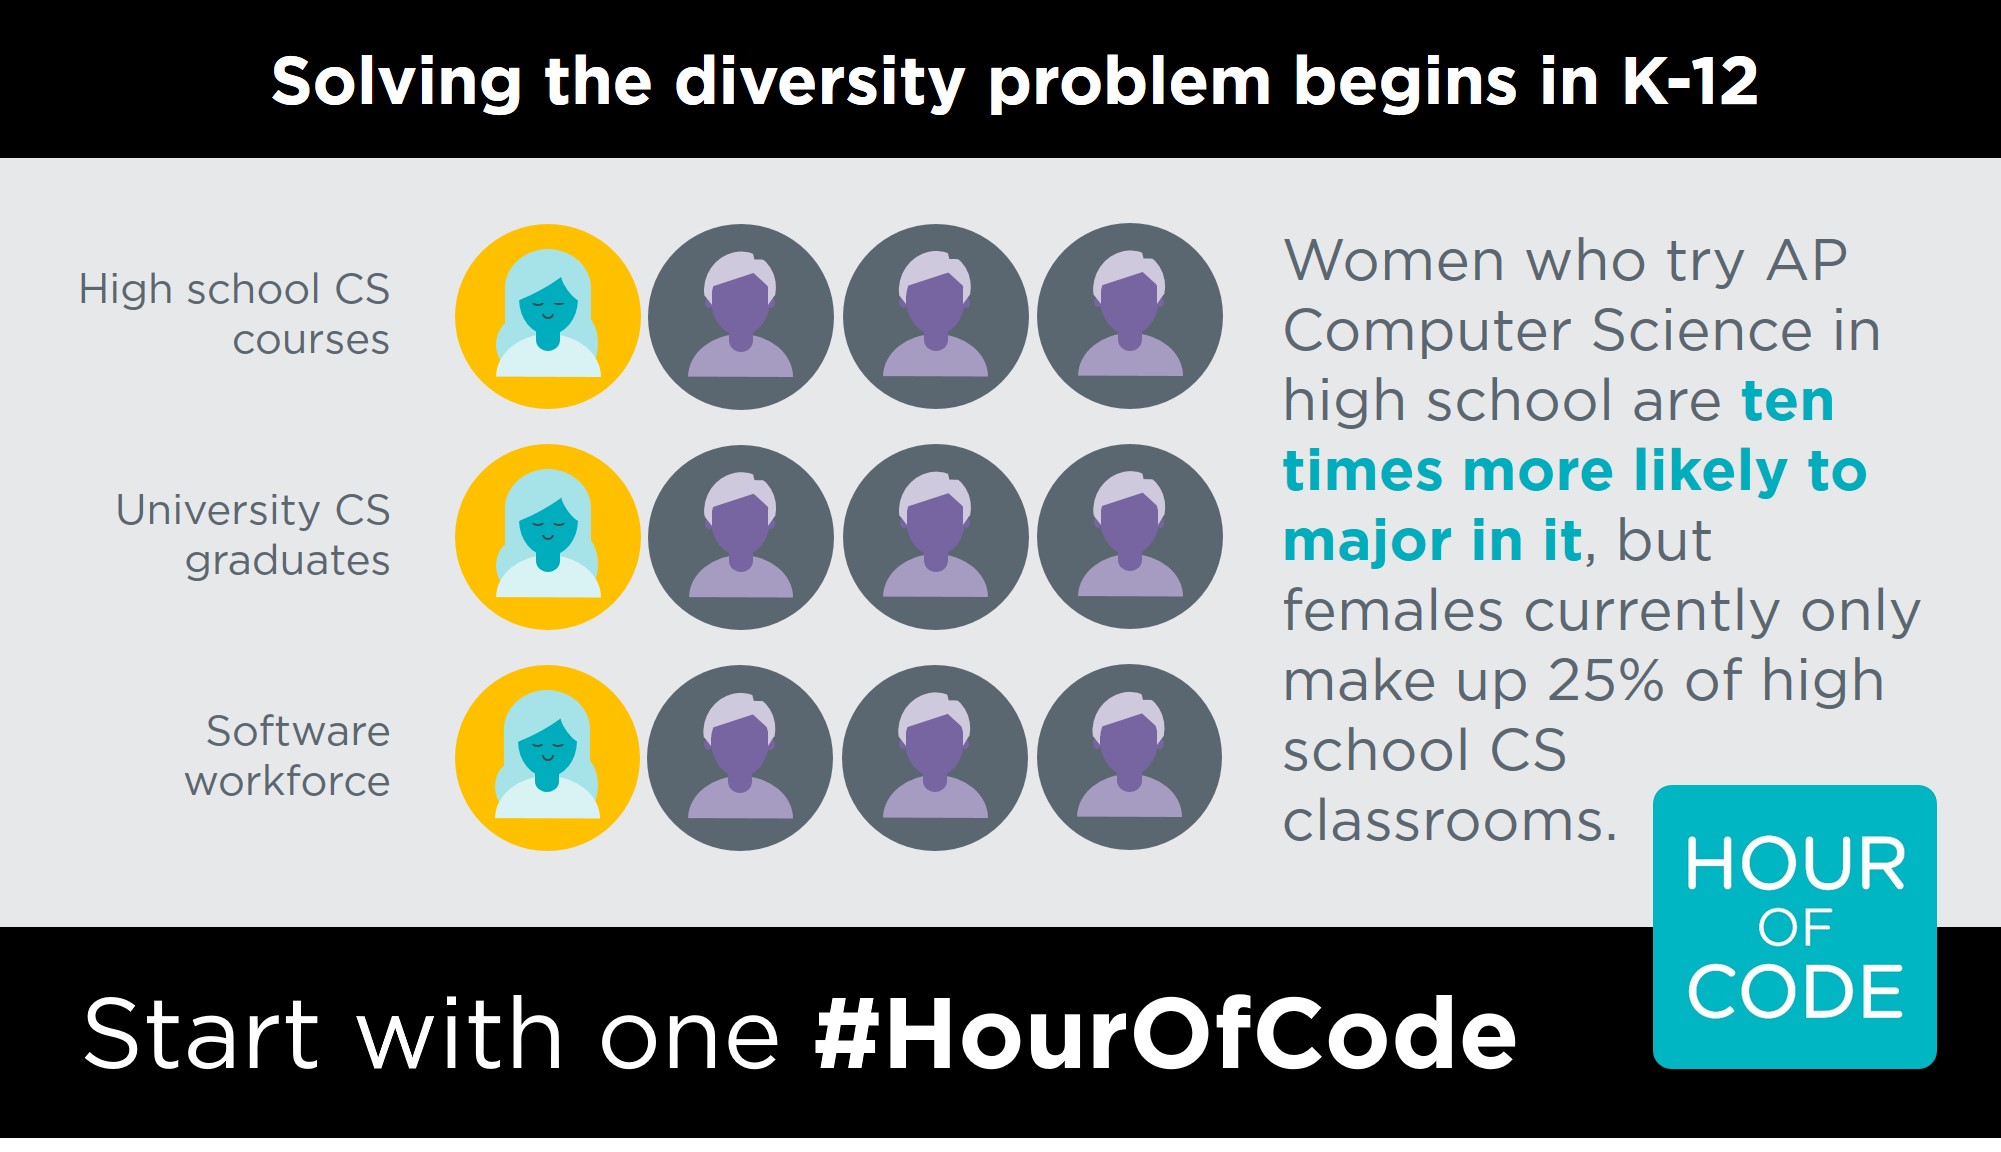 Solving the diversity problem begins in K-12
High school CS
courses
University CS
graduates
Software
workforce
Women who try AP
Computer Science in
high school are ten
times more likely to
major in it, but
females currently only
make up 25% of high
school CS
classrooms.
HOUR
OF
CODE
Start with one #HourOfCode